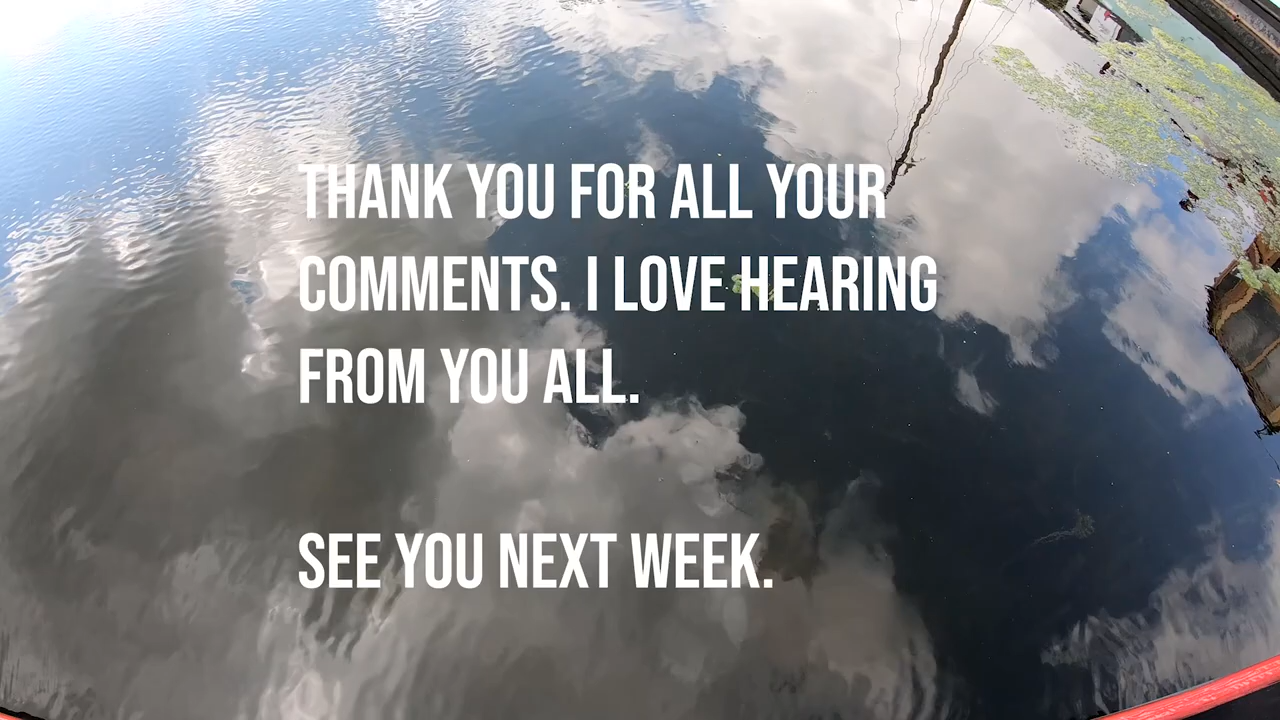 THANK YOU FOR ALL YOUR
COMMENTS. I LOVE HEARING
FROM YOU ALL.
SEE YOU NEXT WEEK.